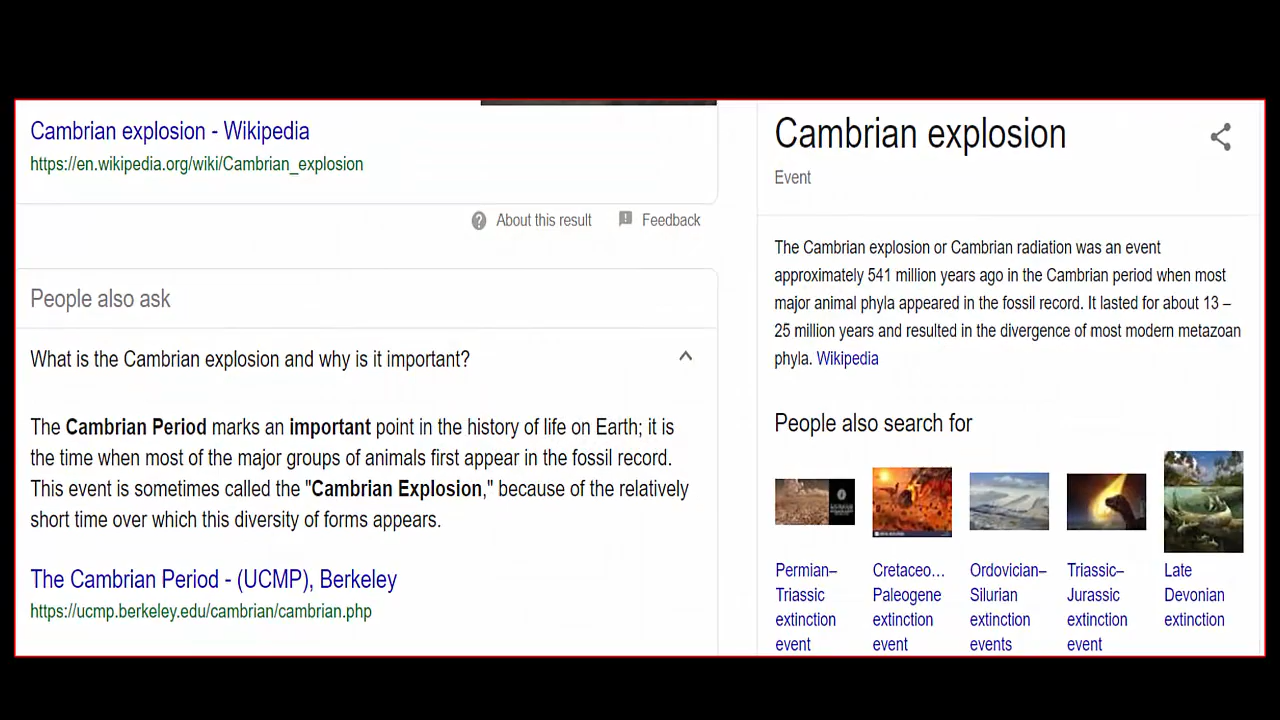 Cambrian explosion - Wikipedia
https://en.wikipedia.org/wiki/Cambrian_explosion
About this result
Feedback
People also ask
What is the Cambrian explosion and why is it important?
The Cambrian Period marks an important point in the history of life on Earth; it is
the time when most of the major groups of animals first appear in the fossil record.
This event is sometimes called the "Cambrian Explosion," because of the relatively
short time over which this diversity of forms appears.
The Cambrian Period - (UCMP), Berkeley
https://ucmp.berkeley.edu/cambrian/cambrian.php
Cambrian explosion
Event
The Cambrian explosion or Cambrian radiation was an event
approximately 541 million years ago in the Cambrian period when most
major animal phyla appeared in the fossil record. It lasted for about 13 –
25 million years and resulted in the divergence of most modern metazoan
phyla. Wikipedia
People also search for
Permian–
Triassic
extinction
event
Cretaceo...
Paleogene
extinction
event
Ordovician–
Silurian
extinction
events
Triassic–
Jurassic
extinction
event
Late
Devonian
extinction